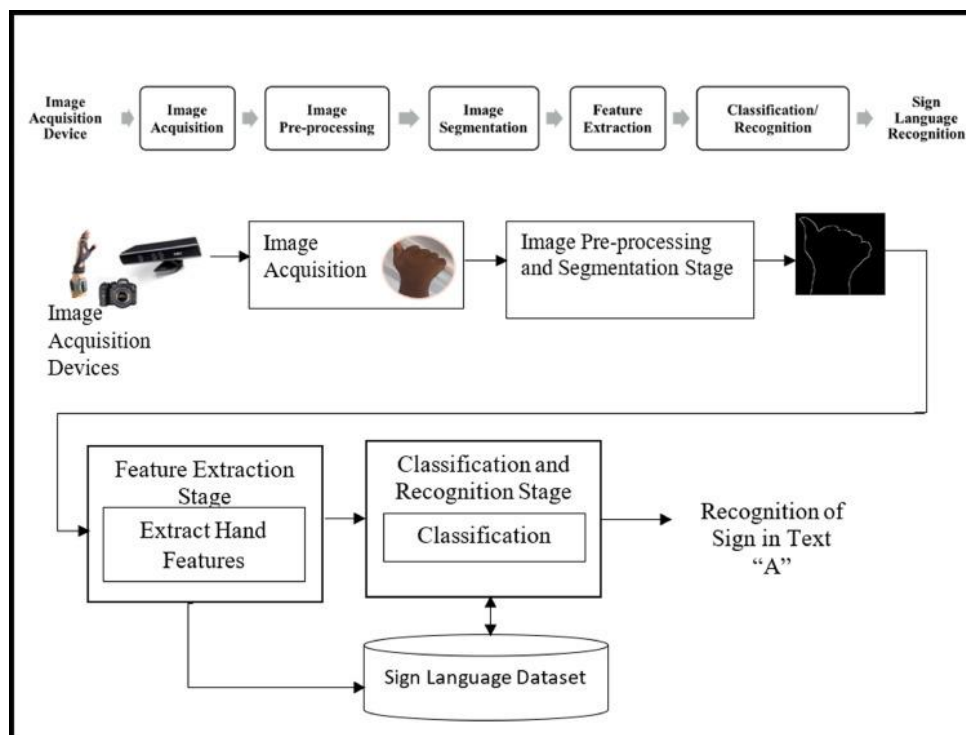 Image
Acquisition
Device
Image
Acquisition
Image
Pre-processing
Image
Segmentation
Feature
Extraction
Classification/
Recognition
Sign
Language
Recognition
Image
Acquisition
Devices
Image
Acquisition
Image Pre-processing
and Segmentation Stage
Feature Extraction
Stage
Extract Hand
Features
Classification and
Recognition Stage
Classification
Recognition of
Sign in Text
“A”
Sign Language Dataset